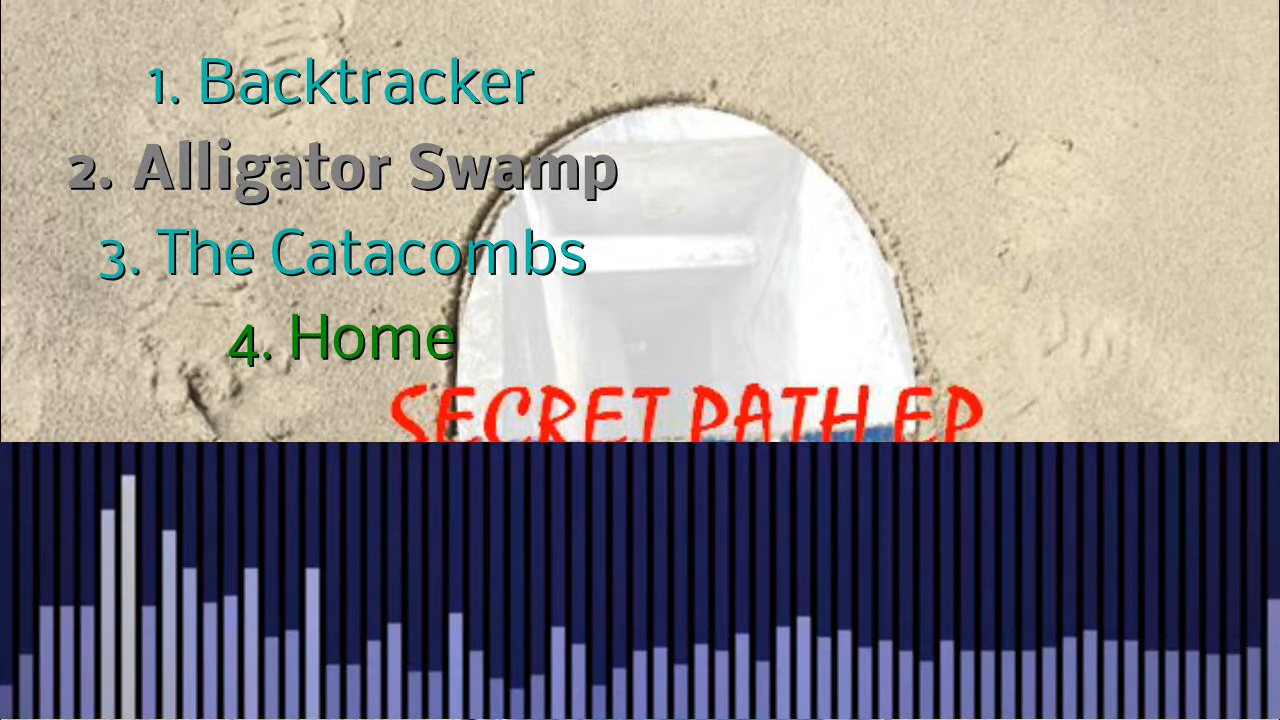 1. Backtracker
2. Alligator Swamp
3. The Catacombs
4. Home
SECRET PATH EP